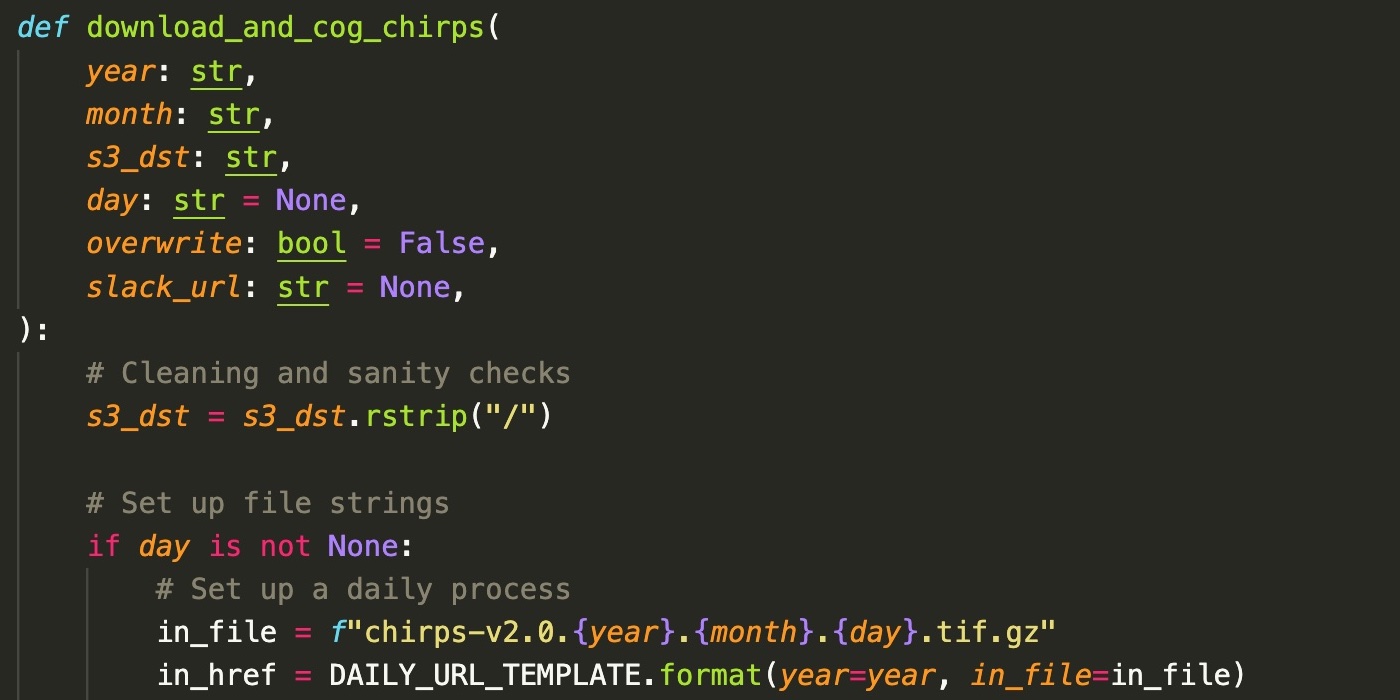 def download_and_cog_chirps(
    year: str,
    month: str,
    s3_dst: str,
    day: str = None,
    overwrite: bool = False,
    slack_url: str = None,
):
    # Cleaning and sanity checks
    s3_dst = s3_dst.rstrip("/")

    # Set up file strings
    if day is not None:
        # Set up a daily process
        in_file = f"chirps-v2.0.{year}.{month}.{day}.tif.gz"
        in_href = DAILY_URL_TEMPLATE.format(year=year, in_file=in_file)